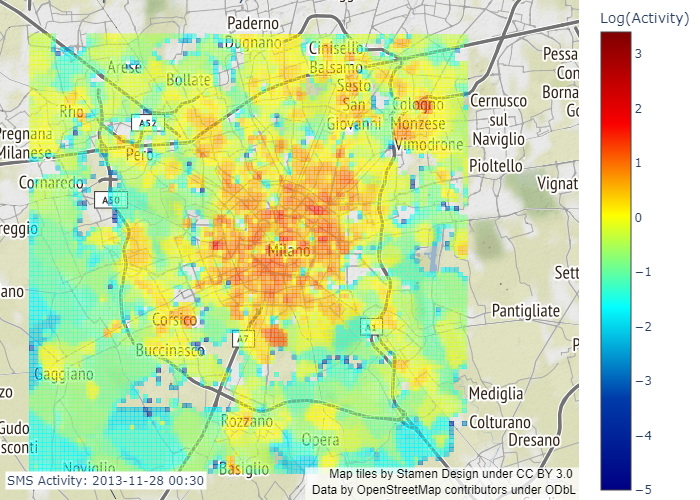 Log(Activity)
Paderno
Dugnano
Cinisello
Balsamo
Arese
Bollate
Sesto
San
Giovanni
Rho
A52
Cologno
Monzese
Cernusco
sul
Naviglio
Pessa
Borna
Pregnana
Milanese
Pero
Vimodrone
Pioltello
Cornaredo
Vignat
A50
reggio
Milano
Sett
ano
Pantigliate
Corsico
A7
A1
P
Buccinasco
Gaggiano
zo
Mediglia
Rozzano
Colturano
Gudo
sconti
Opera
Dresano
Noviglio
Basiglio
SMS Activity: 2013-11-28 00:30
Map tiles by Stamen Design under CC BY 3.0
Data by OpenStreetMap contributors under ODbL
3
2
1
0
−1
−2
−3
−4
−5